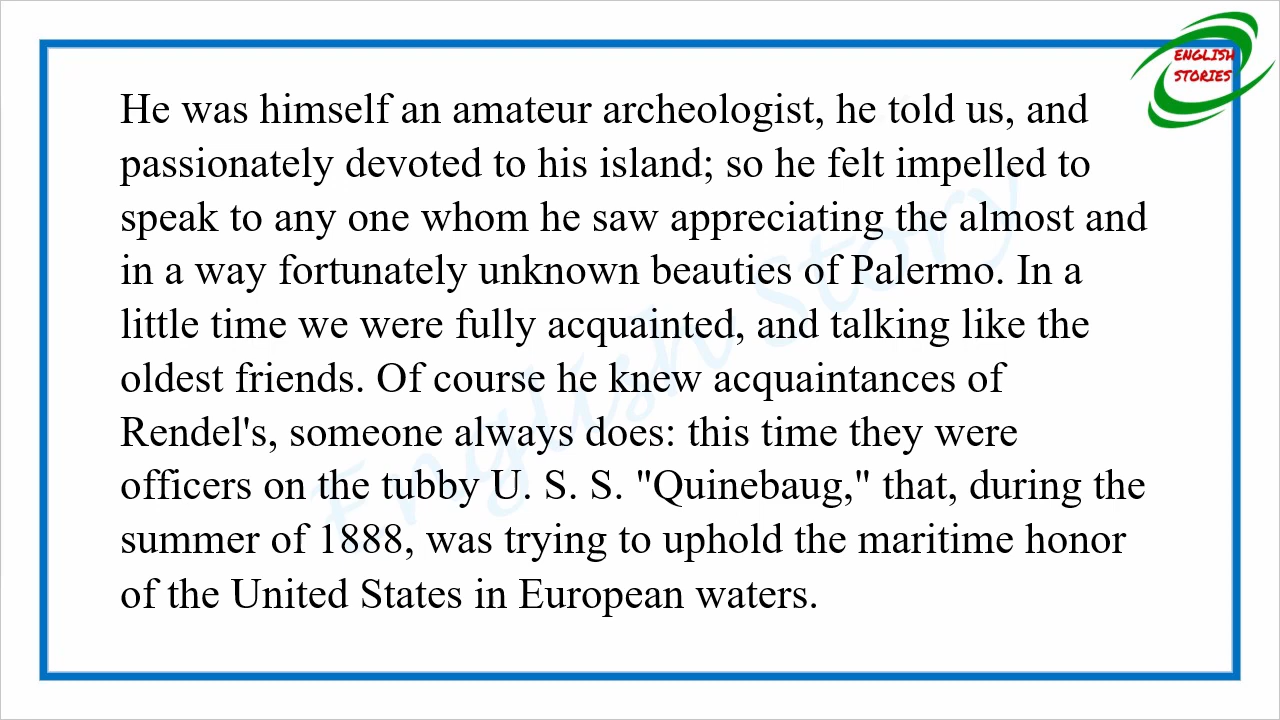 ENGLISH
STORIES
He was himself an amateur archeologist, he told us, and
passionately devoted to his island; so he felt impelled to
speak to any one whom he saw appreciating the almost and
in a way fortunately unknown beauties of Palermo. In a
little time we were fully acquainted, and talking like the
oldest friends. Of course he knew acquaintances of
Rendel's, someone always does: this time they were
officers on the tubby U. S. S. "Quinebaug," that, during the
summer of 1888, was trying to uphold the maritime honor
of the United States in European waters.
English Story